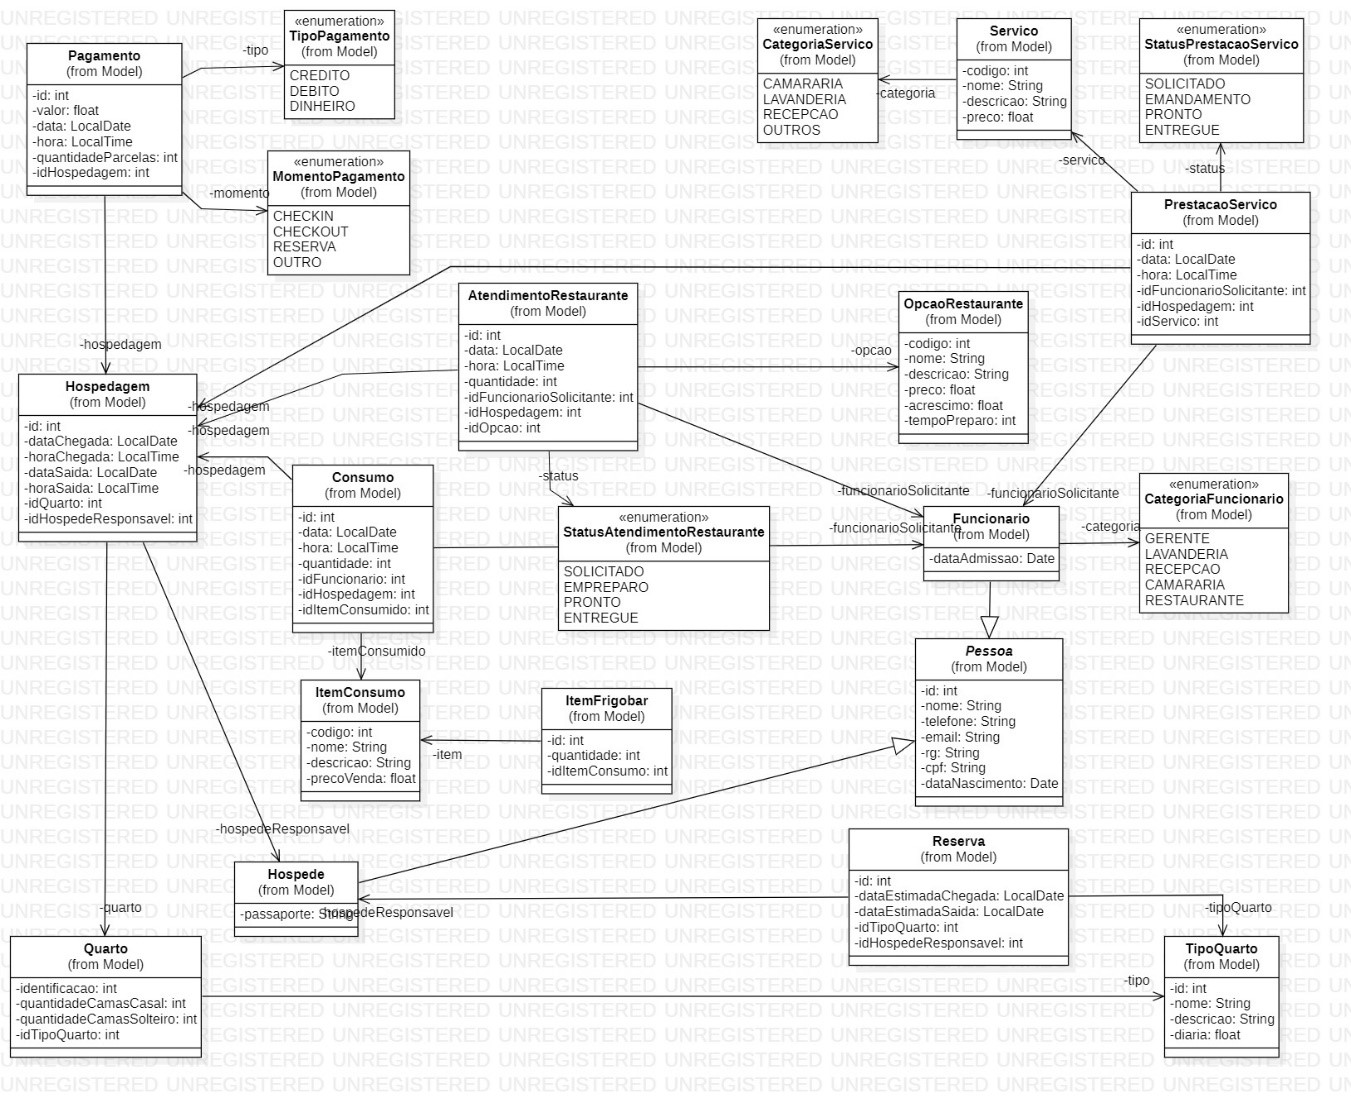 Pagamento
(from Model)
-id: int
-valor: float
-data: LocalDate
-hora: LocalTime
-quantidadeParcelas: int
-idHospedagem: int
-tipo
«enumeration»
TipoPagamento
(from Model)
CREDITO
DEBITO
DINHEIRO
-momento
«enumeration»
MomentoPagamento
(from Model)
CHECKIN
CHECKOUT
RESERVA
OUTRO
«enumeration»
CategoriaServico
(from Model)
CAMARARIA
LAVANDERIA
RECEPCAO
OUTROS
-categoria
Servico
(from Model)
-codigo: int
-nome: String
-descricao: String
-preco: float
«enumeration»
StatusPrestacaoServico
(from Model)
SOLICITADO
EMANDAMENTO
PRONTO
ENTREGUE
-servico
-status
PrestacaoServico
(from Model)
-id: int
-data: LocalDate
-hora: LocalTime
-idFuncionarioSolicitante: int
-idHospedagem: int
-idServico: int
-hospedagem
AtendimentoRestaurante
(from Model)
-id: int
-data: LocalDate
-hora: LocalTime
-quantidade: int
-idFuncionarioSolicitante: int
-idHospedagem: int
-idOpcao: int
-opcao
OpcaoRestaurante
(from Model)
-codigo: int
-nome: String
-descricao: String
-preco: float
-acrescimo: float
-tempoPreparo: int
Hospedagem
(from Model)
-id: int
-dataChegada: LocalDate
-horaChegada: LocalTime
-dataSaida: LocalDate
-horaSaida: LocalTime
-idQuarto: int
-idHospedeResponsavel: int
-hospedagem
-hospedagem
-hospedagem
Consumo
(from Model)
-id: int
-data: LocalDate
-hora: LocalTime
-quantidade: int
-idFuncionario: int
-idHospedagem: int
-idItemConsumido: int
-status
«enumeration»
StatusAtendimentoRestaurante
(from Model)
SOLICITADO
EMPREPARO
PRONTO
ENTREGUE
-funcionarioSolicitante
-funcionarioSolicitante
-funcionarioSolicitante
Funcionario
(from Model)
-dataAdmissao: Date
-categoria
«enumeration»
CategoriaFuncionario
(from Model)
GERENTE
LAVANDERIA
RECEPCAO
CAMARARIA
RESTAURANTE
-itemConsumido
ItemConsumo
(from Model)
-codigo: int
-nome: String
-descricao: String
-precoVenda: float
-item
ItemFrigobar
(from Model)
-id: int
-quantidade: int
-idItemConsumo: int
Pessoa
(from Model)
-id: int
-nome: String
-telefone: String
-email: String
-rg: String
-cpf: String
-dataNascimento: Date
-hospedeResponsavel
Hospede
(from Model)
-passaporte: String
-hospedeResponsavel
Reserva
(from Model)
-id: int
-dataEstimadaChegada: LocalDate
-dataEstimadaSaida: LocalDate
-idTipoQuarto: int
-idHospedeResponsavel: int
-tipoQuarto
-quarto
Quarto
(from Model)
-identificacao: int
-quantidadeCamasCasal: int
-quantidadeCamasSolteiro: int
-idTipoQuarto: int
-tipo
TipoQuarto
(from Model)
-id: int
-nome: String
-descricao: String
-diaria: float